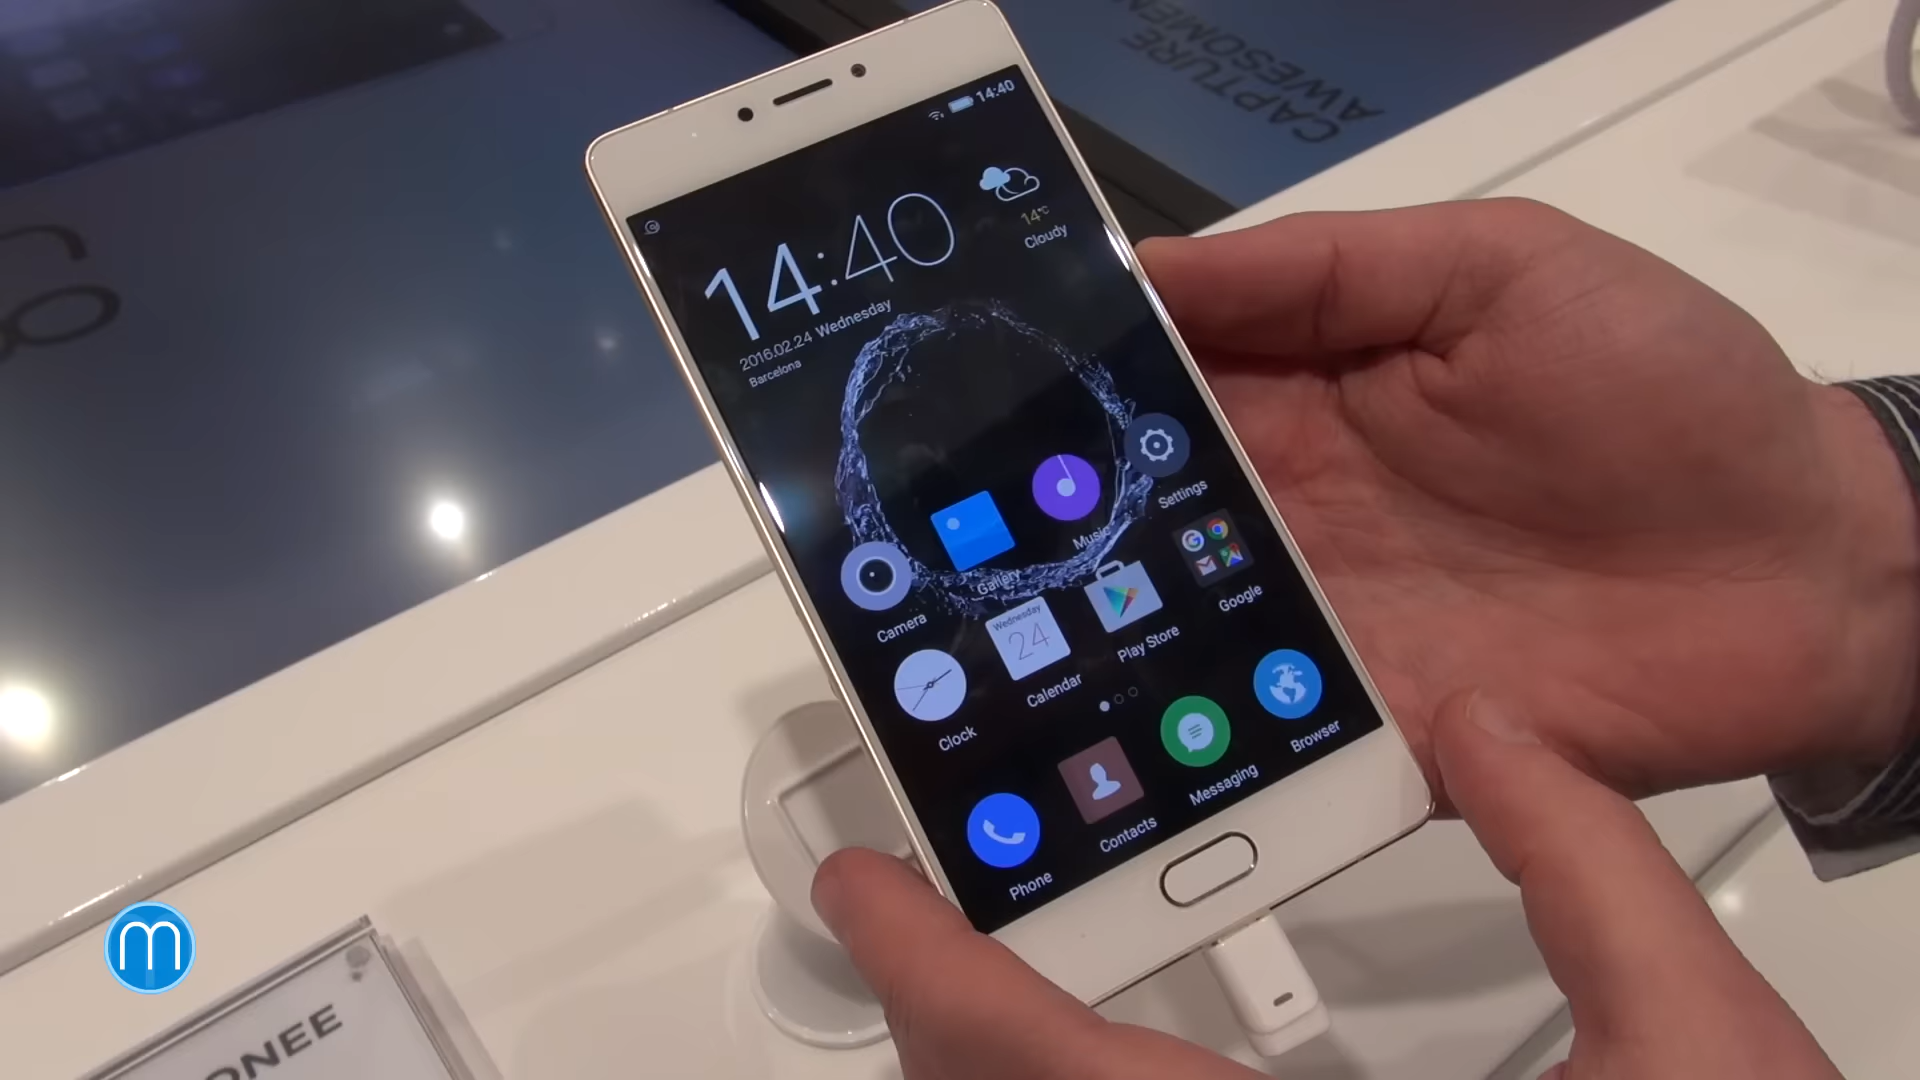 CAPTURE
AWESOMEN
14:40
14:40
14°C
Cloudy
2016.02.24 Wednesday
Barcelona
Settings
Music
Gallery
Camera
Google
Play Store
Wednesday
24
Calendar
Clock
Browser
Messaging
Contacts
Phone
m
ONEE